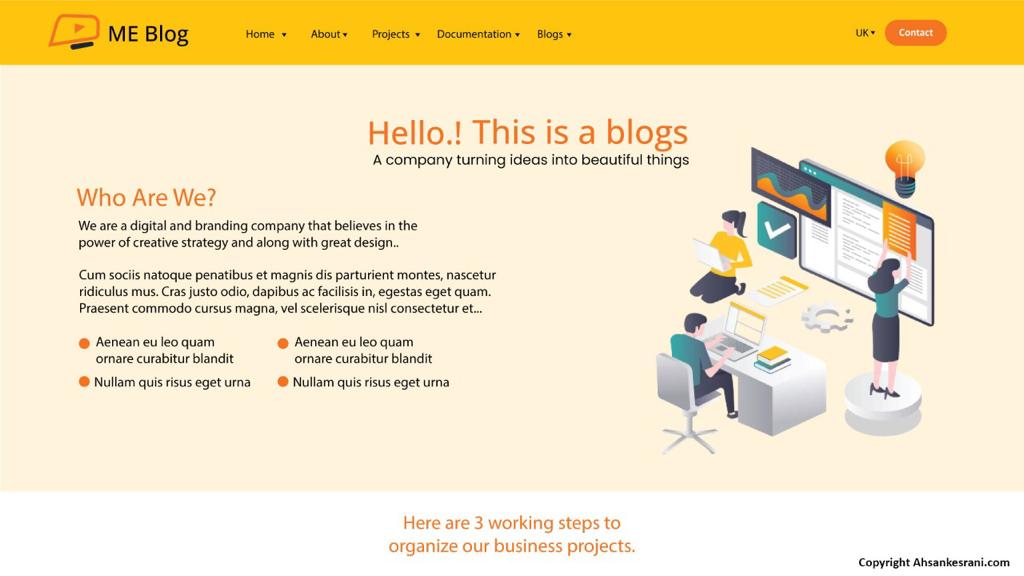 ME Blog
Home
About
Projects
Documentation
Blogs
UK
Contact
Hello.! This is a blogs
A company turning ideas into beautiful things
Who Are We?
We are a digital and branding company that believes in the
power of creative strategy and along with great design..
Cum sociis natoque penatibus et magnis dis parturient montes, nascetur
ridiculus mus. Cras justo odio, dapibus ac facilisis in, egestas eget quam.
Praesent commodo cursus magna, vel scelerisque nisl consectetur et...
Aenean eu leo quam
ornare curabitur blandit
Aenean eu leo quam
ornare curabitur blandit
Nullam quis risus eget urna
Nullam quis risus eget urna
Here are 3 working steps to
organize our business projects.
Copyright Ahsankesrani.com